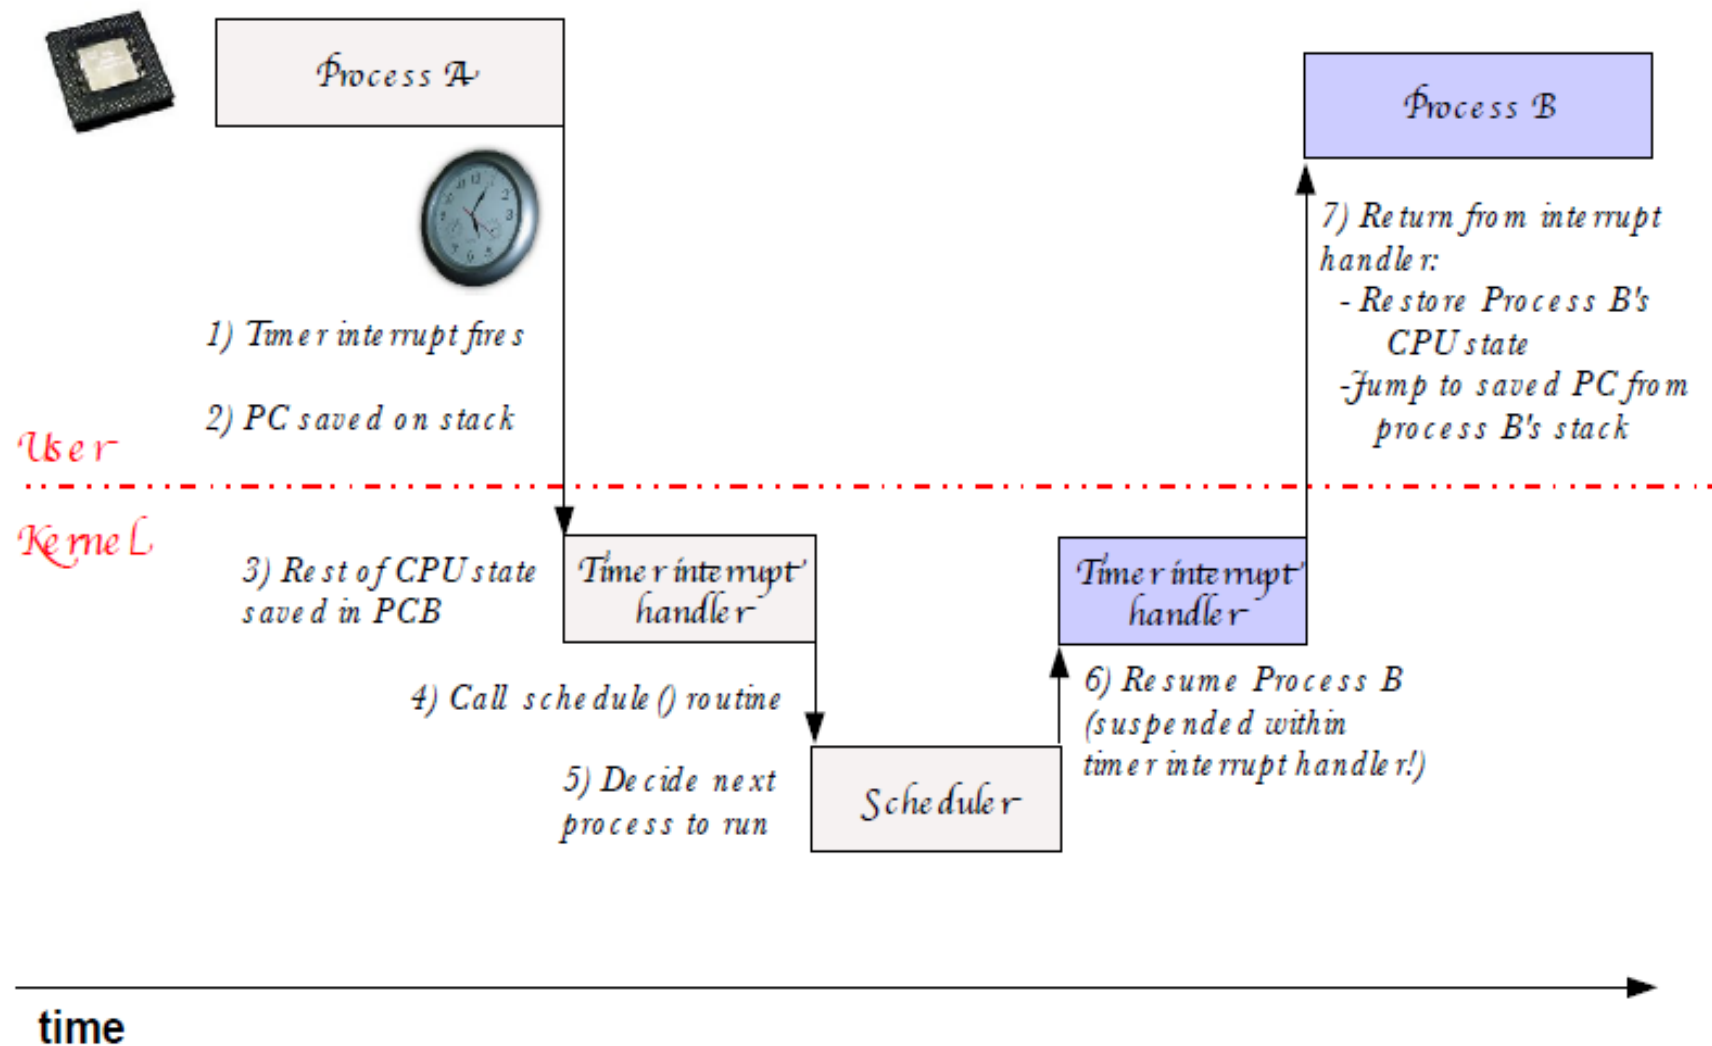 Process A
Process B
1) Timer interrupt fires
2) PC saved on stack
User
Kernel
3) Rest of CPU state
saved in PCB
Timer interrupt
handler
4) Call schedule() routine
5) Decide next
process to run
Scheduler
Timer interrupt
handler
6) Resume Process B
(suspended within
timer interrupt handler!)
7) Return from interrupt
handler:
- Restore Process B's
CPU state
-Jump to saved PC from
process B's stack
time